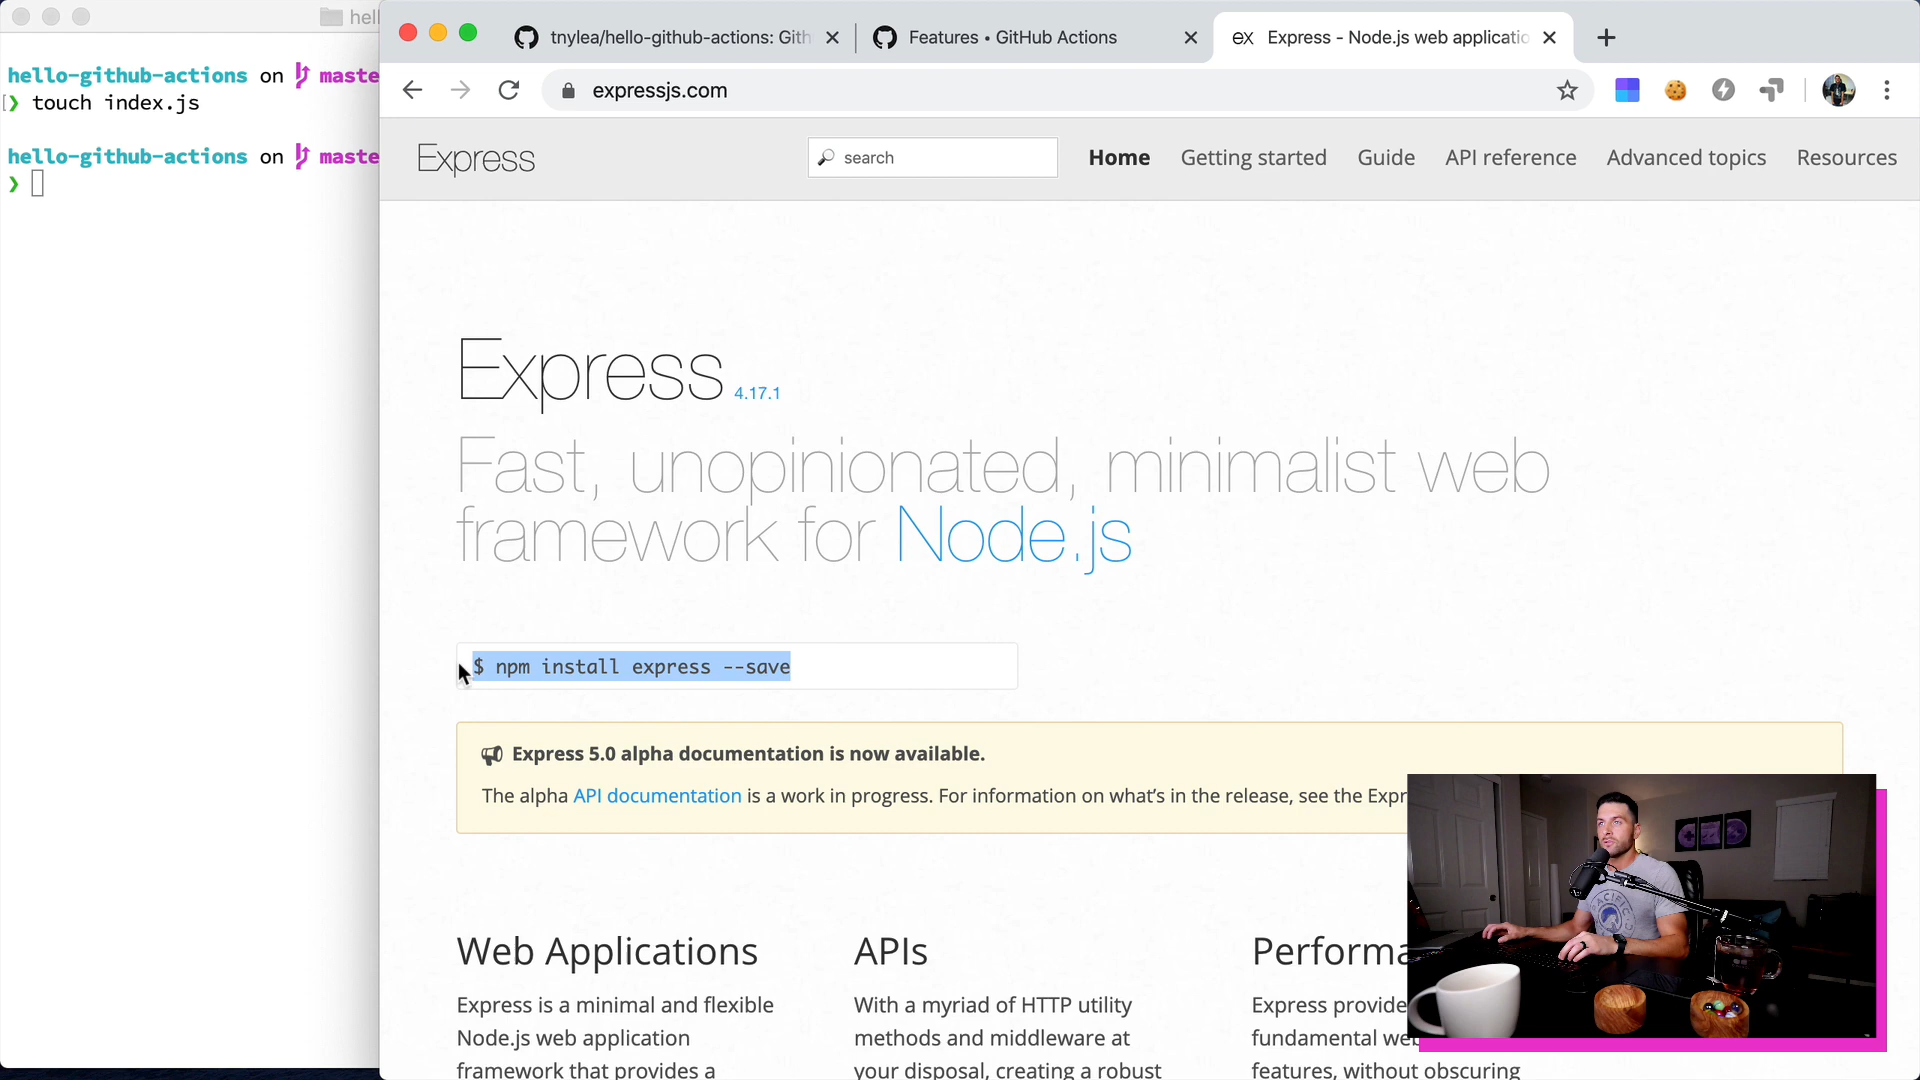 hell
hello-github-actions on maste
❯ touch index.js
hello-github-actions on maste
❯
tnylea/hello-github-actions: Gith
Features • GitHub Actions
ex Express - Node.js web applicatio
expressjs.com
Express
search
Home
Getting started
Guide
API reference
Advanced topics
Resources
Express 4.17.1
Fast, unopinionated, minimalist web
framework for Node.js
$ npm install express --save
Express 5.0 alpha documentation is now available.
The alpha API documentation is a work in progress. For information on what's in the release, see the Expr
Web Applications
Express is a minimal and flexible
Node.js web application
framework that provides a
APIs
With a myriad of HTTP utility
methods and middleware at
your disposal, creating a robust
Performa
Express provide
fundamental we
features, without obscuring
PACIFIC